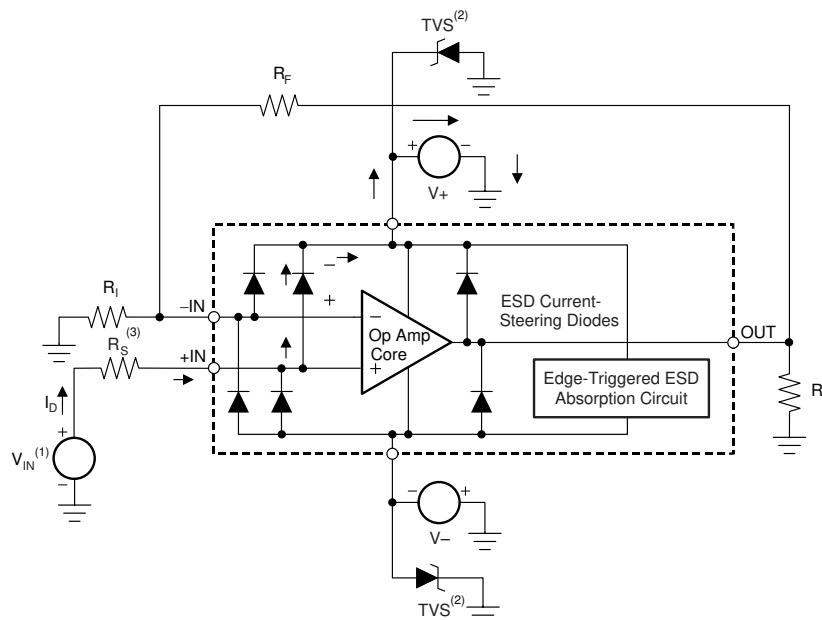 TVS(2)
RF
+ −
V+
RI
−IN
− +
−
Op Amp
Core
+
ESD Current-
Steering Diodes
OUT
(3)
RS
+IN
Edge-Triggered ESD
Absorption Circuit
R
ID
+
VIN(1)
−
− +
V−
TVS(2)